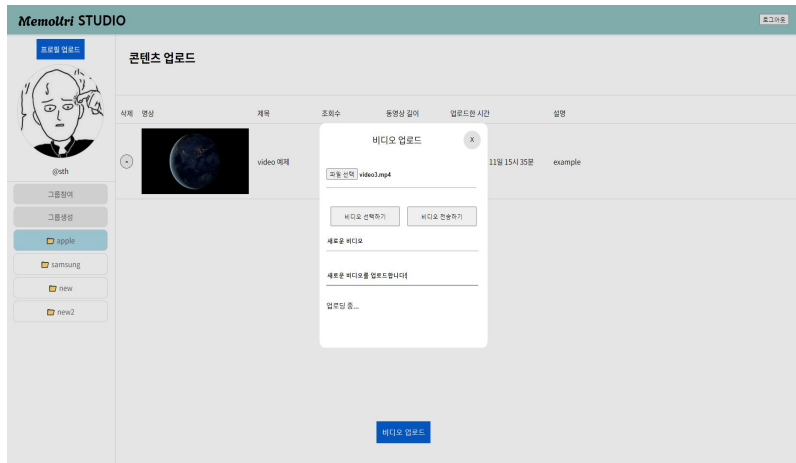 MemoUri STUDIO
로그아웃
프로필 업로드
@sth
그룹참여
그룹생성
apple
samsung
new
new2
콘텐츠 업로드
삭제 영상 제목 조회수 동영상 길이 업로드한 시간 설명
- video 예제 11일 15시 35분 example
비디오 업로드 X
파일 선택 video3.mp4
비디오 선택하기 비디오 전송하기
새로운 비디오
새로운 비디오를 업로드합니다!
업로딩 중...
비디오 업로드